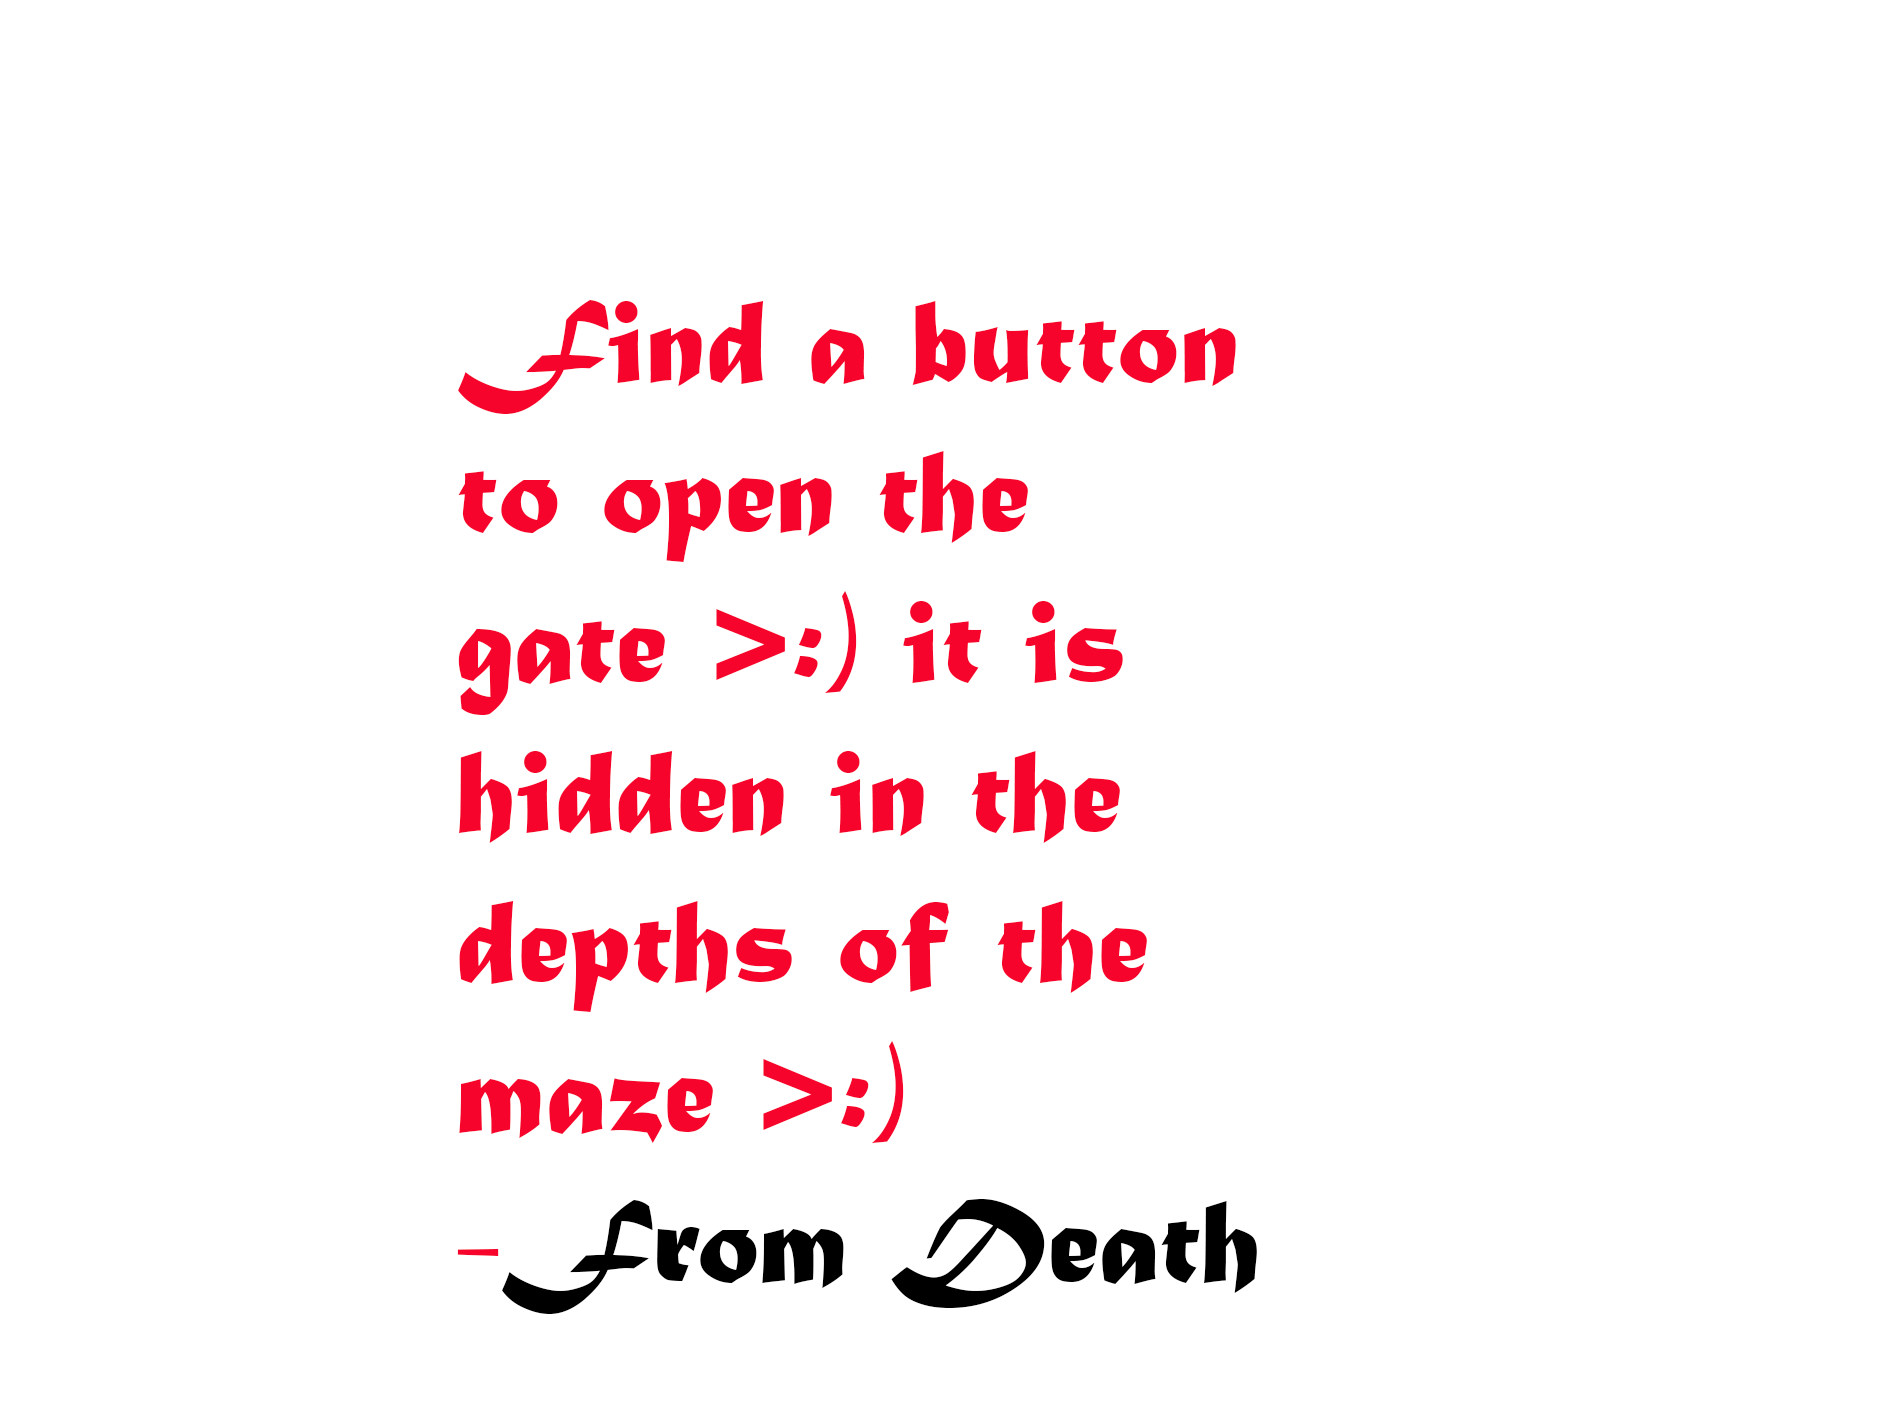 Find a button
to open the
gate >:) it is
hidden in the
depths of the
maze >:)
-From Death